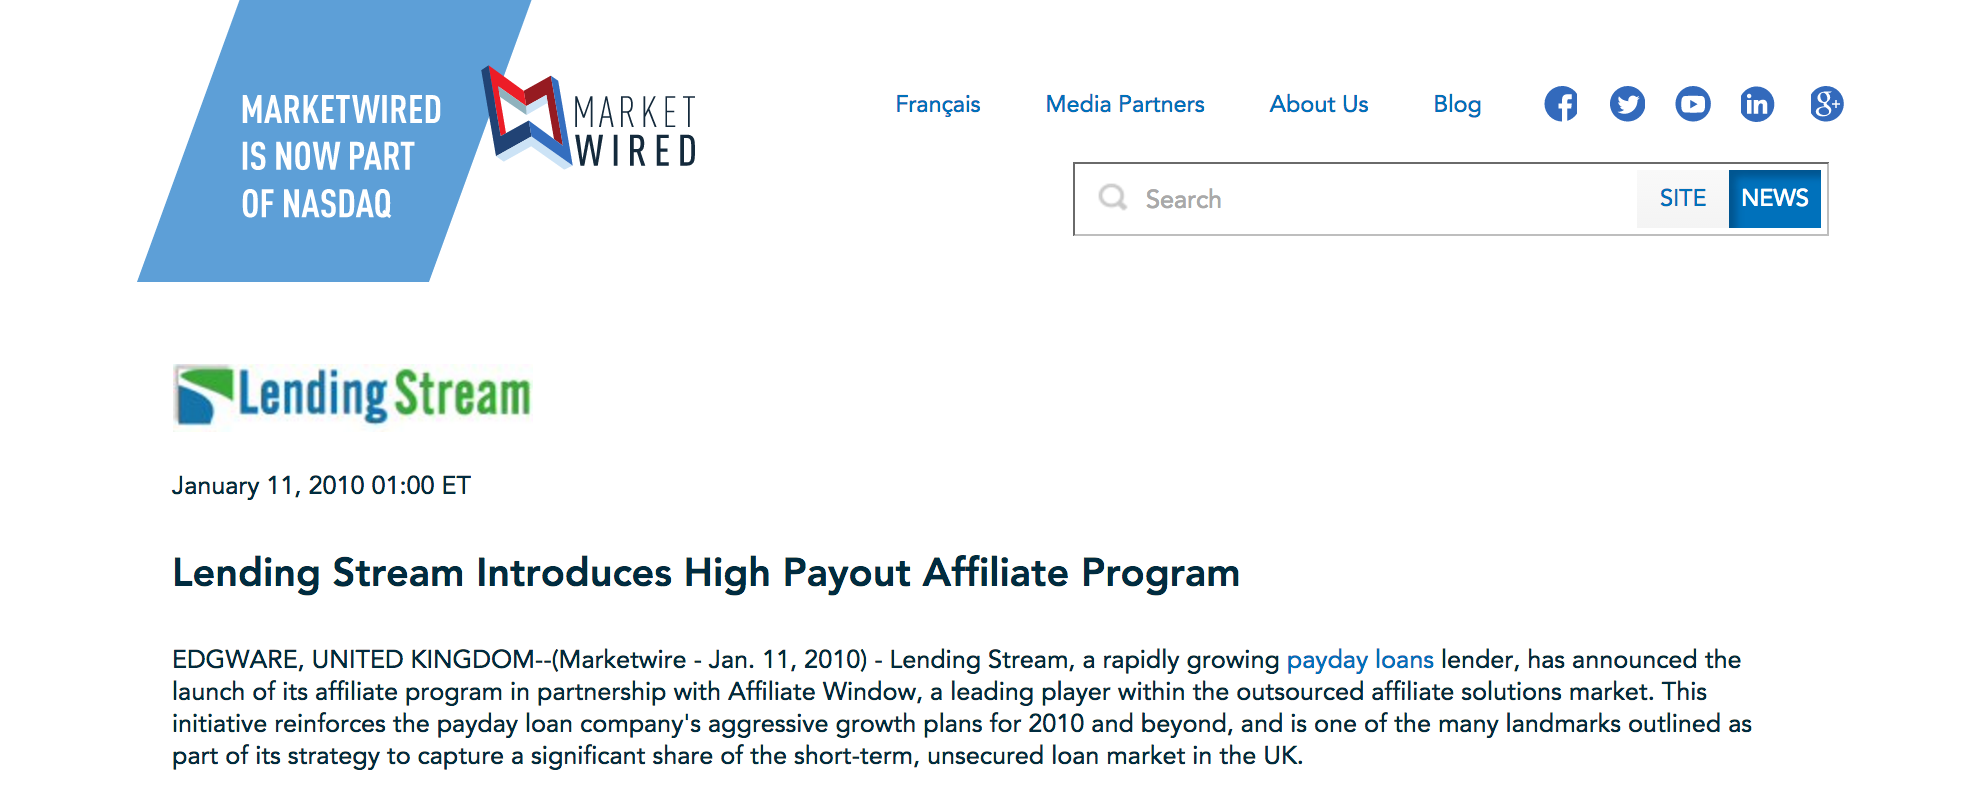 MARKETWIRED
IS NOW PART
OF NASDAQ
MARKET
WIRED
Français Media Partners About Us Blog
Search SITE NEWS
Lending Stream
January 11, 2010 01:00 ET
Lending Stream Introduces High Payout Affiliate Program
EDGWARE, UNITED KINGDOM--(Marketwire - Jan. 11, 2010) - Lending Stream, a rapidly growing payday loans lender, has announced the
launch of its affiliate program in partnership with Affiliate Window, a leading player within the outsourced affiliate solutions market. This
initiative reinforces the payday loan company's aggressive growth plans for 2010 and beyond, and is one of the many landmarks outlined as
part of its strategy to capture a significant share of the short-term, unsecured loan market in the UK.